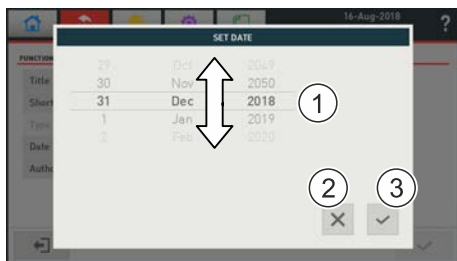 16-Aug-2018 ?
SET DATE
FUNCTION
29 Oct 2049
Title 30 Nov 2050
Short 31 Dec 2018 1
Type 1 Jan 2019
Date 2 Feb 2020
Autho
2 3